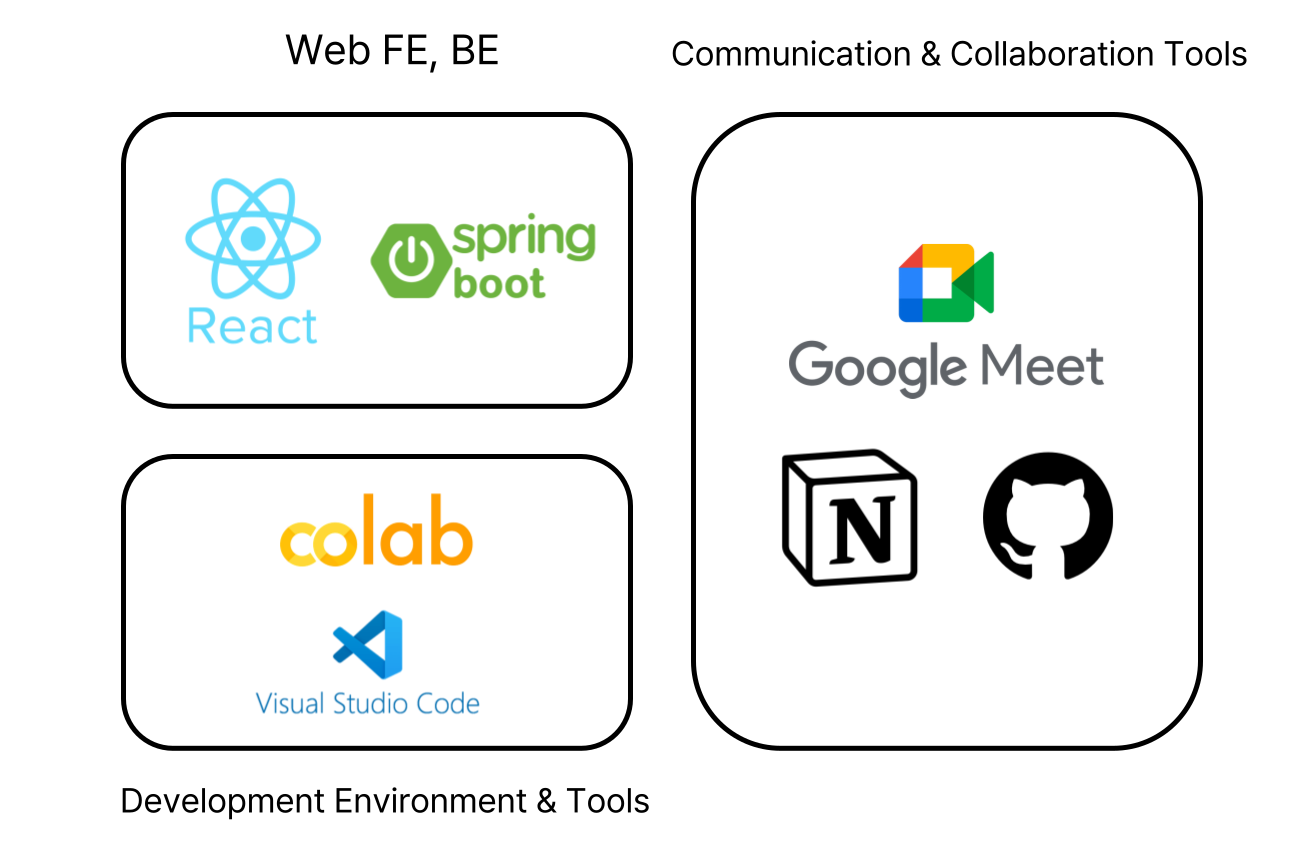 Web FE, BE
Communication & Collaboration Tools
React
spring
boot
Google Meet
N
colab
Visual Studio Code
Development Environment & Tools